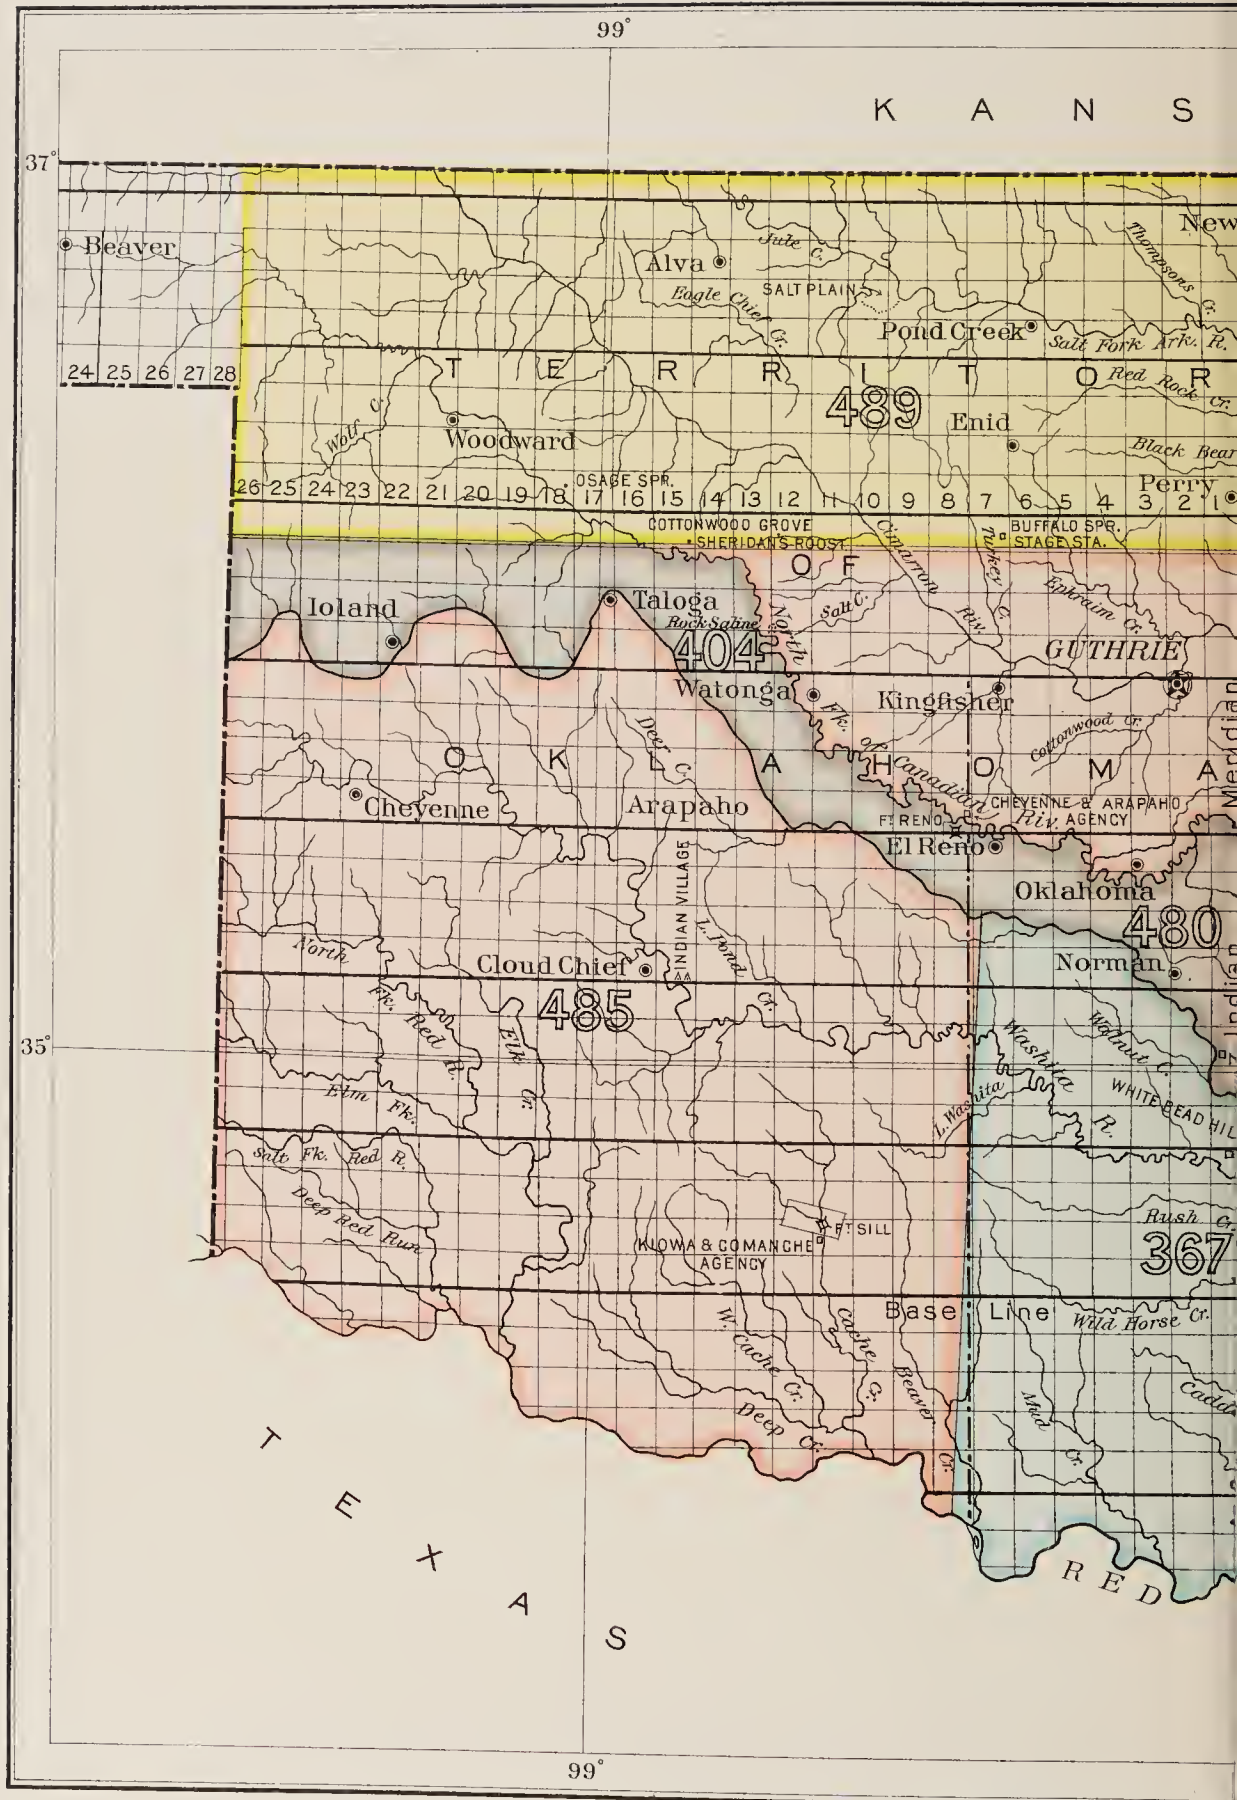 99°
K A N S
37°
New
Beaver
Alva
Jule C.
Thompsons Cr.
SALT PLAIN
Eagle Chief Cr.
Pond Creek
Salt Fork Ark. R.
24 25 26 27 28
T E R R I T O R
Red Rock Cr.
489
Wolf C.
Woodward
Enid
Black Bear
OSAGE SPR.
Perry
26 25 24 23 22 21 20 19 18 17 16 15 14 13 12 11 10 9 8 7 6 5 4 3 2 1
COTTONWOOD GROVE
SHERIDAN'S ROOST
Cimarron Riv.
Turkey C.
BUFFALO SPR.
STAGE STA.
O F
Ioland
Taloga
Rock Saline
404
Salt C.
Ephraim Cr.
GUTHRIE
Watonga
North Fk. of Canadian Riv.
Kingfisher
Deer C.
Cottonwood Cr.
Meridian
O K L A H O M A
Cheyenne
Arapaho
CHEYENNE & ARAPAHO
AGENCY
FT RENO
El Reno
Oklahoma
480
INDIAN VILLAGE
L. Pond Cr.
North Fk. Red R.
Cloud Chief
Norman
Indian
485
Elk Cr.
Walnut C.
Washita R.
35°
Elm Fk.
L. Washita
WHITE BEAD HIL
Salt Fk. Red R.
Deep Red Run
FT SILL
Rush Cr.
KIOWA & COMANCHE
AGENCY
367
Base Line
Wild Horse Cr.
W. Cache Cr.
Cache Cr.
Beaver Cr.
Cadd
Mud Cr.
Deep Cr.
T E X A S
R E D
99°